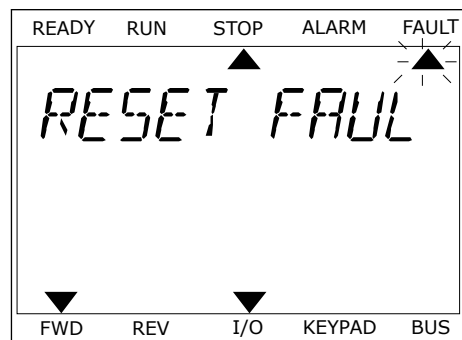 READY RUN STOP ALARM FAULT
RESET FAUL
FWD REV I/O KEYPAD BUS